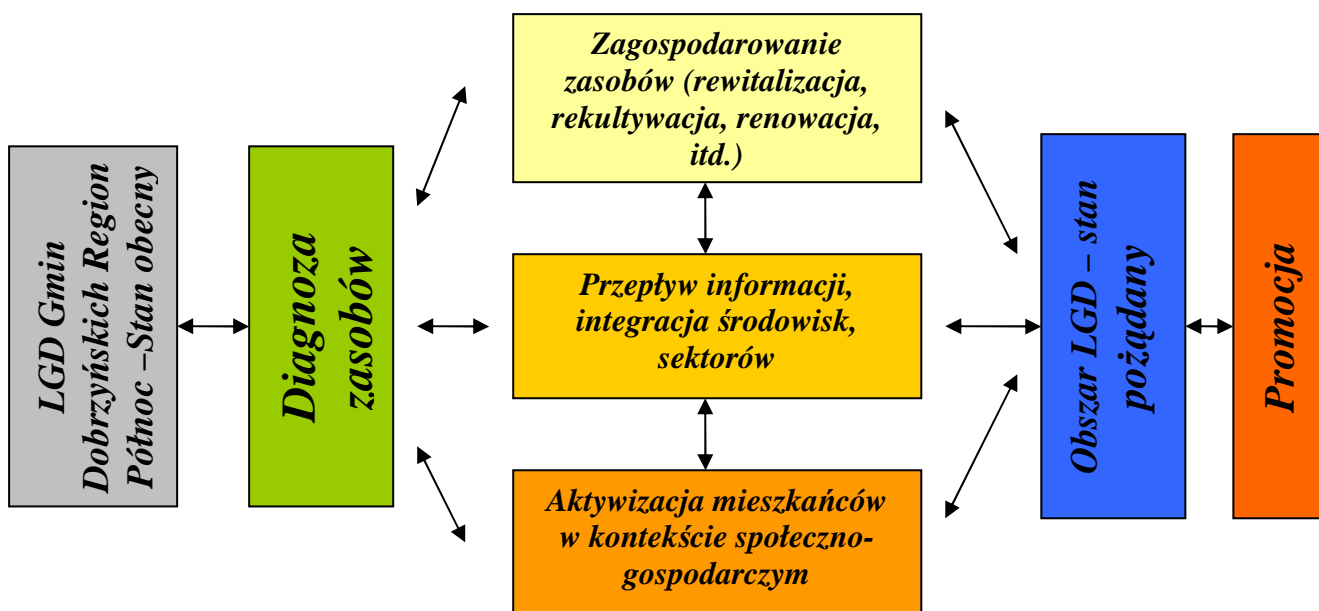 LGD Gmin
Dobrzyńskich Region
Północ –Stan obecny
Diagnoza
zasobów
Zagospodarowanie
zasobów (rewitalizacja,
rekultywacja, renowacja,
itd.)
Przepływ informacji,
integracja środowisk,
sektorów
Aktywizacja mieszkańców
w kontekście społeczno-
gospodarczym
Obszar LGD – stan
pożądany
Promocja